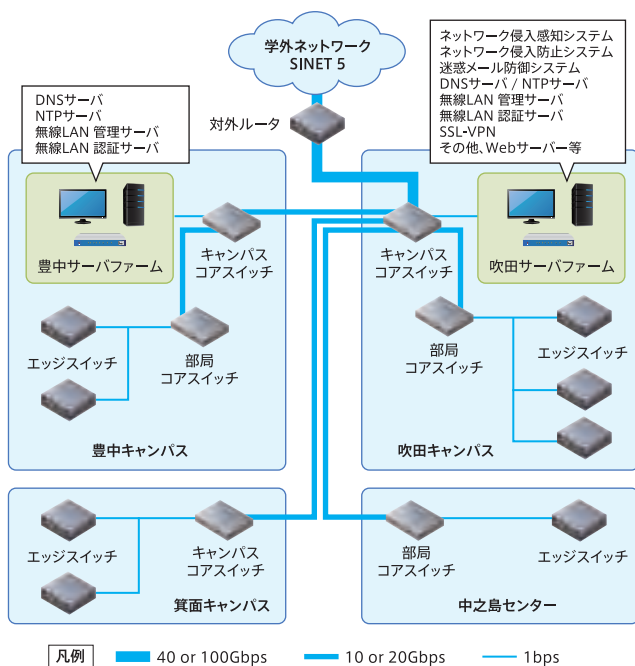 学外ネットワーク
SINET 5
対外ルータ
DNSサーバ
NTPサーバ
無線LAN 管理サーバ
無線LAN 認証サーバ
ネットワーク侵入感知システム
ネットワーク侵入防止システム
迷惑メール防御システム
DNSサーバ / NTPサーバ
無線LAN 管理サーバ
無線LAN 認証サーバ
SSL-VPN
その他、Webサーバー等
豊中サーバファーム
キャンパス
コアスイッチ
エッジスイッチ
部局
コアスイッチ
豊中キャンパス
キャンパス
コアスイッチ
吹田サーバファーム
部局
コアスイッチ
エッジスイッチ
吹田キャンパス
エッジスイッチ
キャンパス
コアスイッチ
箕面キャンパス
部局
コアスイッチ
エッジスイッチ
中之島センター
凡例
40 or 100Gbps
10 or 20Gbps
1bps